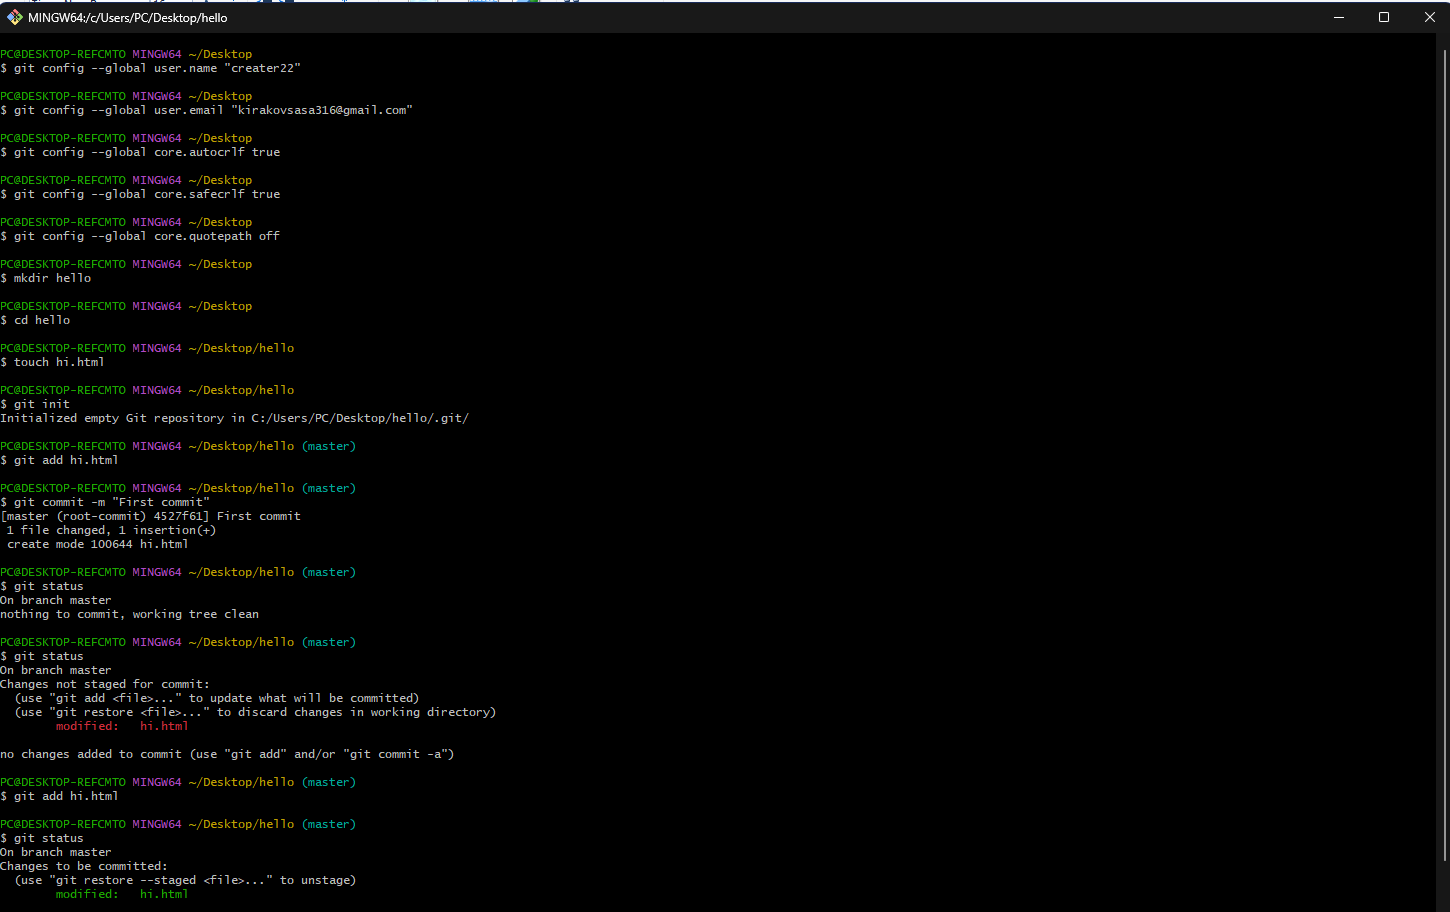 MINGW64:/c/Users/PC/Desktop/hello
PC@DESKTOP-REFCMTO MINGW64 ~/Desktop
$ git config --global user.name "creater22"
PC@DESKTOP-REFCMTO MINGW64 ~/Desktop
$ git config --global user.email "kirakovsasa316@gmail.com"
PC@DESKTOP-REFCMTO MINGW64 ~/Desktop
$ git config --global core.autocrlf true
PC@DESKTOP-REFCMTO MINGW64 ~/Desktop
$ git config --global core.safecrlf true
PC@DESKTOP-REFCMTO MINGW64 ~/Desktop
$ git config --global core.quotepath off
PC@DESKTOP-REFCMTO MINGW64 ~/Desktop
$ mkdir hello
PC@DESKTOP-REFCMTO MINGW64 ~/Desktop
$ cd hello
PC@DESKTOP-REFCMTO MINGW64 ~/Desktop/hello
$ touch hi.html
PC@DESKTOP-REFCMTO MINGW64 ~/Desktop/hello
$ git init
Initialized empty Git repository in C:/Users/PC/Desktop/hello/.git/
PC@DESKTOP-REFCMTO MINGW64 ~/Desktop/hello (master)
$ git add hi.html
PC@DESKTOP-REFCMTO MINGW64 ~/Desktop/hello (master)
$ git commit -m "First commit"
[master (root-commit) 4527f61] First commit
1 file changed, 1 insertion(+)
create mode 100644 hi.html
PC@DESKTOP-REFCMTO MINGW64 ~/Desktop/hello (master)
$ git status
On branch master
nothing to commit, working tree clean
PC@DESKTOP-REFCMTO MINGW64 ~/Desktop/hello (master)
$ git status
On branch master
Changes not staged for commit:
(use "git add <file>..." to update what will be committed)
(use "git restore <file>..." to discard changes in working directory)
modified: hi.html
no changes added to commit (use "git add" and/or "git commit -a")
PC@DESKTOP-REFCMTO MINGW64 ~/Desktop/hello (master)
$ git add hi.html
PC@DESKTOP-REFCMTO MINGW64 ~/Desktop/hello (master)
$ git status
On branch master
Changes to be committed:
(use "git restore --staged <file>..." to unstage)
modified: hi.html